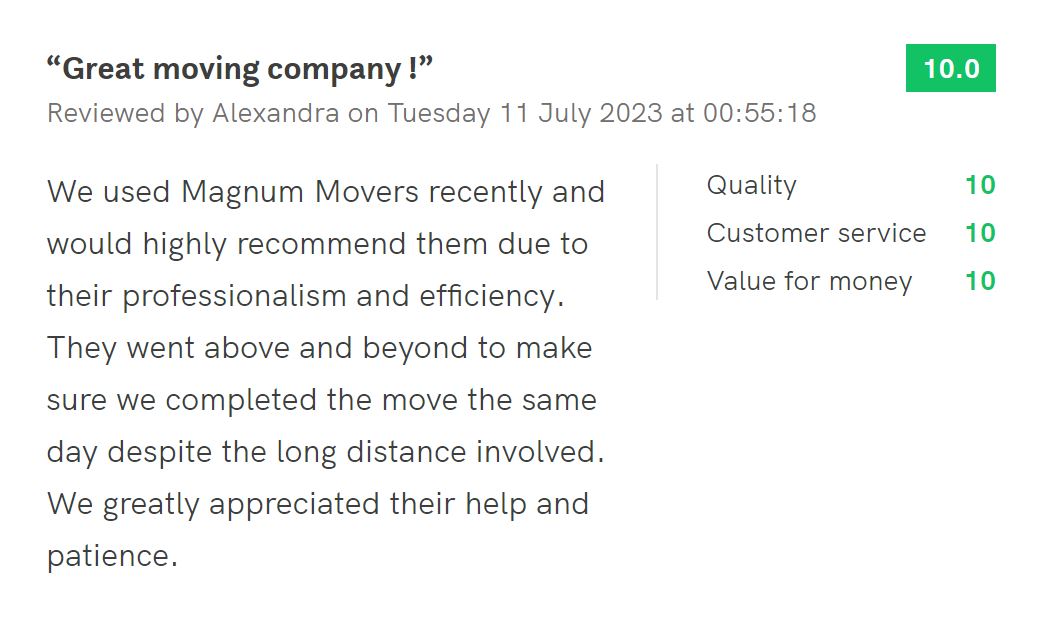 “Great moving company !”
10.0
Reviewed by Alexandra on Tuesday 11 July 2023 at 00:55:18
We used Magnum Movers recently and
would highly recommend them due to
their professionalism and efficiency.
They went above and beyond to make
sure we completed the move the same
day despite the long distance involved.
We greatly appreciated their help and
patience.
Quality 10
Customer service 10
Value for money 10